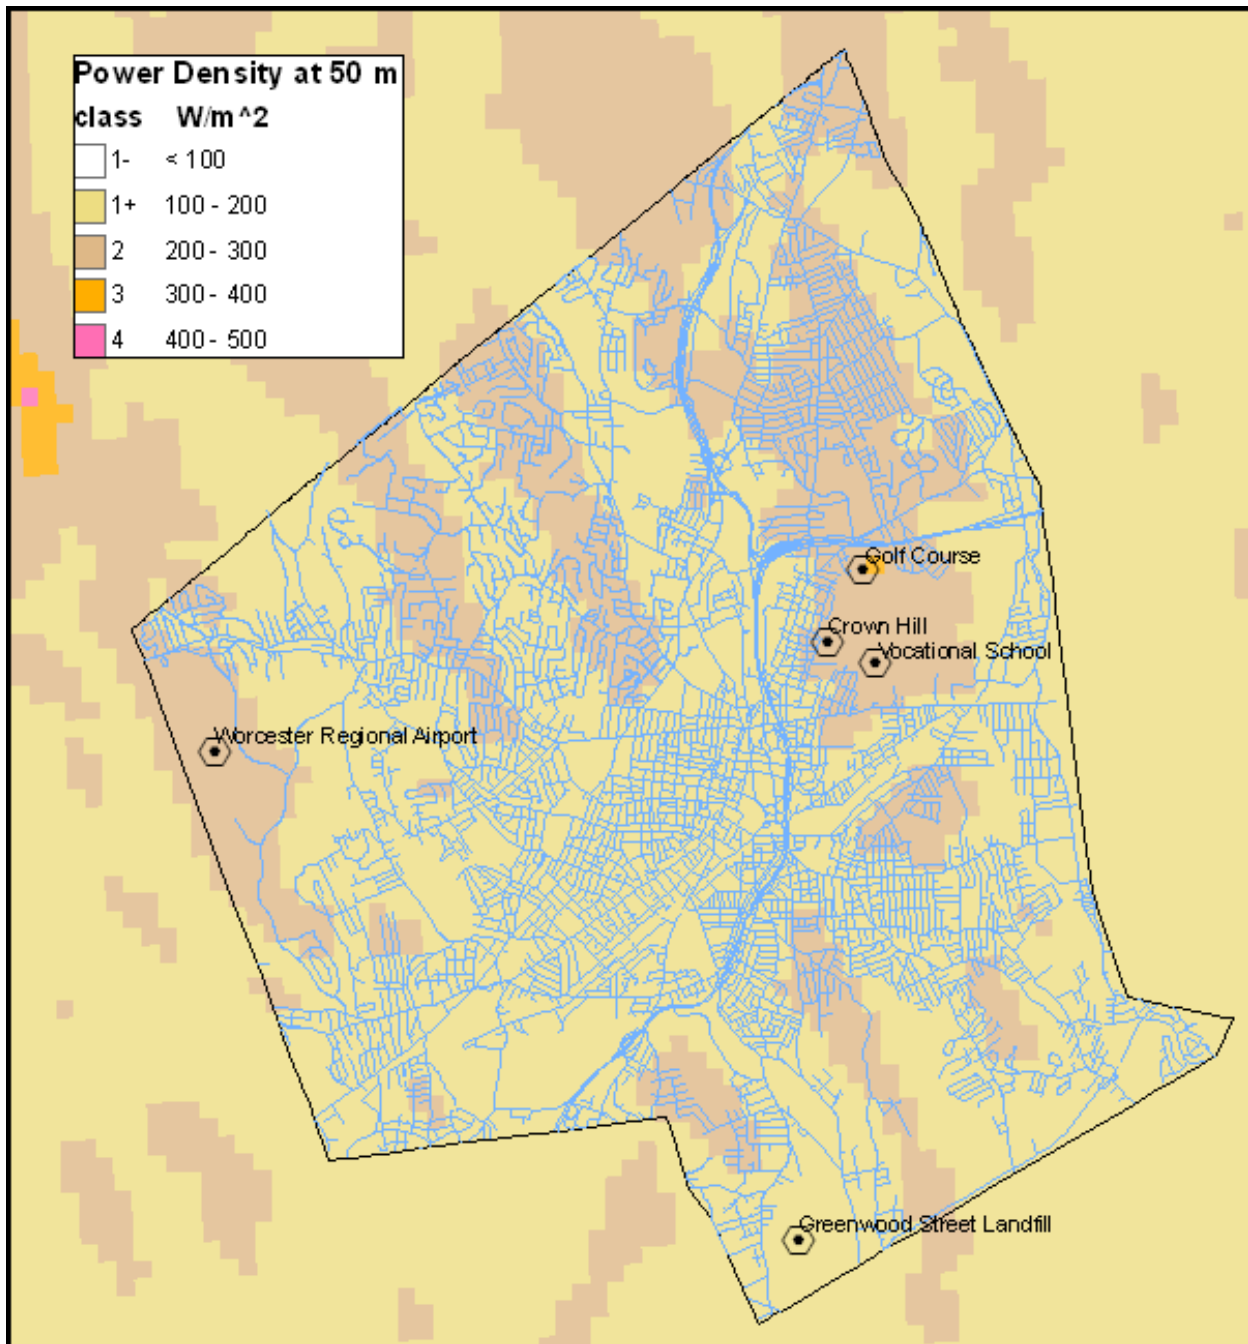 Power Density at 50 m
class W/m^2
1- < 100
1+ 100 - 200
2 200 - 300
3 300 - 400
4 400 - 500
Golf Course
Crown Hill
Vocational School
Worcester Regional Airport
Greenwood Street Landfill